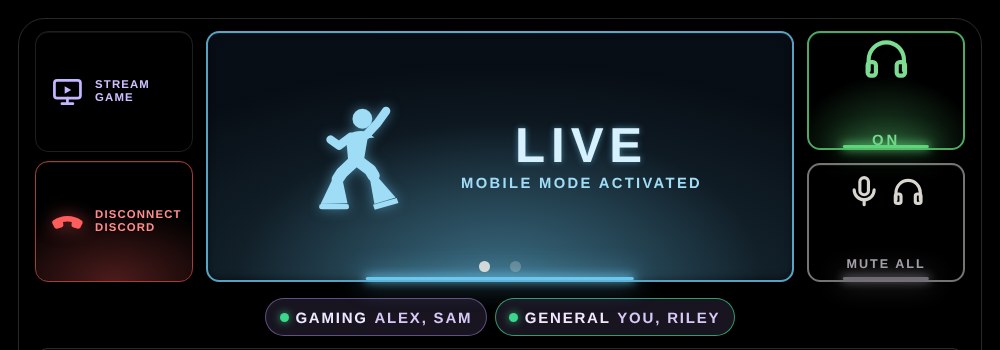 STREAM
GAME
DISCONNECT
DISCORD
LIVE
MOBILE MODE ACTIVATED
ON
MUTE ALL
GAMING ALEX, SAM
GENERAL YOU, RILEY